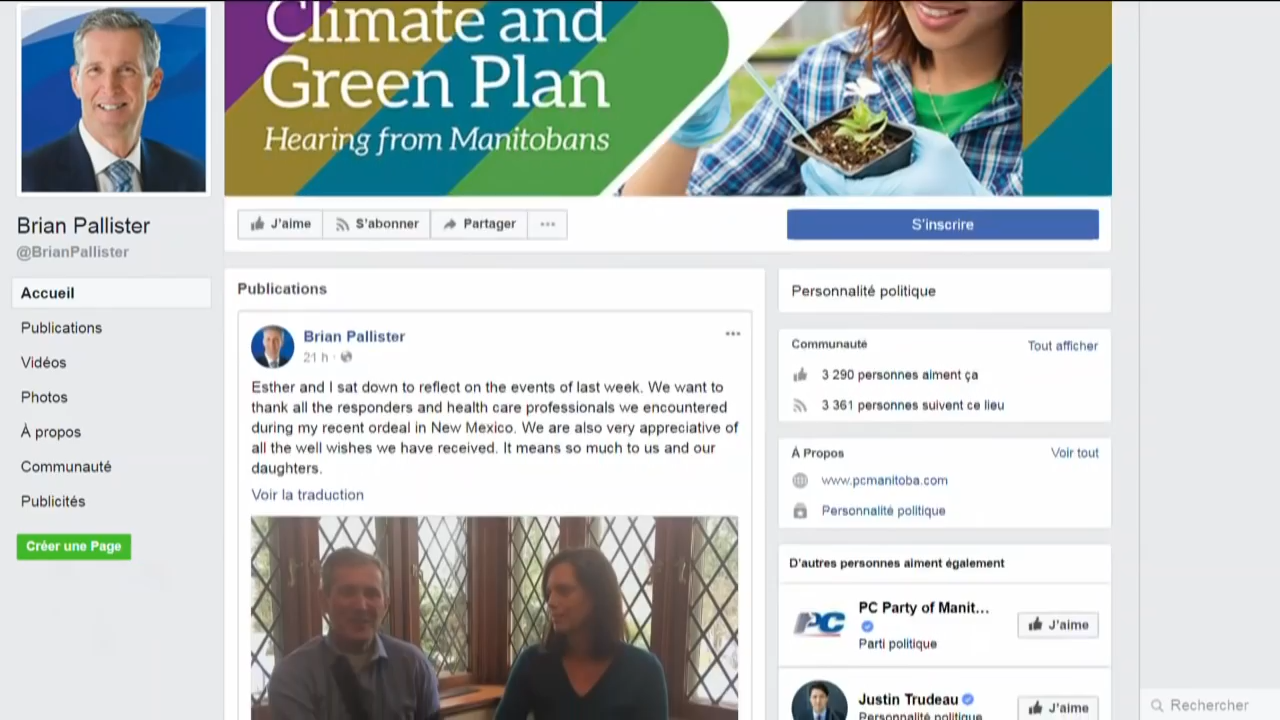 Climate and
Green Plan
Hearing from Manitobans
Brian Pallister
@BrianPallister
Accueil
Publications
Vidéos
Photos
À propos
Communauté
Publicités
Créer une Page
J'aime
S'abonner
Partager
S'inscrire
Publications
Brian Pallister
21 h
Esther and I sat down to reflect on the events of last week. We want to
thank all the responders and health care professionals we encountered
during my recent ordeal in New Mexico. We are also very appreciative of
all the well wishes we have received. It means so much to us and our
daughters.
Voir la traduction
Personnalité politique
Communauté
Tout afficher
3 290 personnes aiment ça
3 361 personnes suivent ce lieu
À Propos
Voir tout
www.pcmanitoba.com
Personnalité politique
D'autres personnes aiment également
PC
PC Party of Manit...
Parti politique
J'aime
Justin Trudeau
Personnalité politique
J'aime
Rechercher